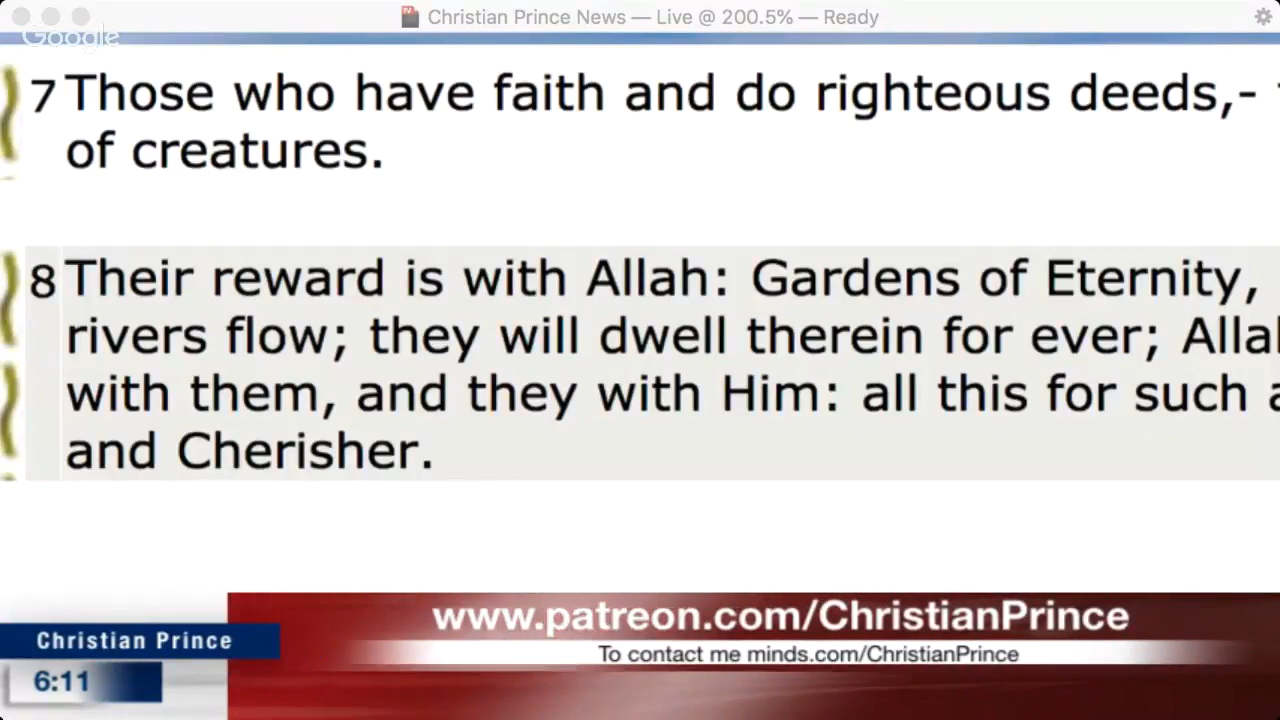 Christian Prince News — Live @ 200.5% — Ready
Google
7 Those who have faith and do righteous deeds,-
of creatures.
8 Their reward is with Allah: Gardens of Eternity,
rivers flow; they will dwell therein for ever; Alla
with them, and they with Him: all this for such a
and Cherisher.
www.patreon.com/ChristianPrince
To contact me minds.com/ChristianPrince
Christian Prince
6:11